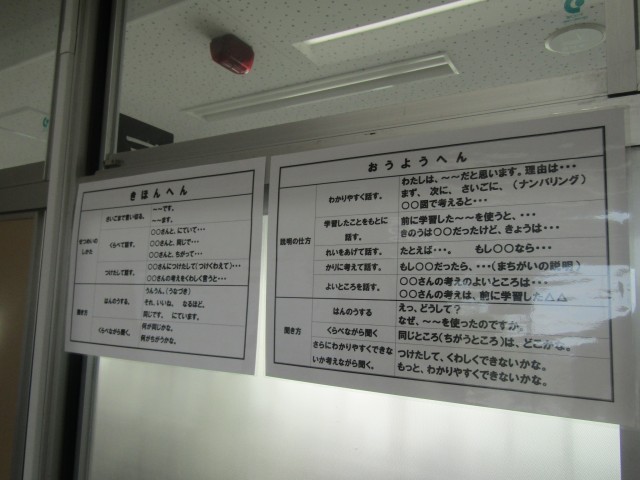 きほんへん
せつめいの
しかた
さいごまで言い切る。
～～です。
～～ます。
くらべて話す。
○○さんと、にていて・・・
○○さんと、同じで・・・
○○さんと、ちがって・・・
つけたして話す。
○○さんにつけたして(つけくわえて)・・・
○○さんの考えをくわしく言うと・・・
聞き方
はんのうする。
うんうん。(うなづき)
それ、いいね。 なるほど。
同じです。 にています。
くらべながら聞く。
何が同じかな。
何がちがうかな。
おうようへん
説明の仕方
わかりやすく話す。
わたしは、～～だと思います。理由は・・・
まず、次に、さいごに、(ナンバリング)
○○図で考えると・・・
学習したことをもとに
話す。
前に学習した～～を使うと、・・・
きのうは○○だったけど、きょうは・・・
れいをあげて話す。
たとえば・・・。 もし○○なら・・・
かりに考えて話す。
もし○○だったら、・・・(まちがいの説明)
よいところを話す。
○○さんの考えのよいところは・・・
○○さんの考えは、前に学習した△△
聞き方
はんのうする
えっ、どうして?
なぜ、～～を使ったのですか。
くらべながら聞く
同じところ(ちがうところ)は、どこかな。
さらにわかりやすくできな
いか考えながら聞く。
つけたして、くわしくできないかな。
もっと、わかりやすくできないかな。